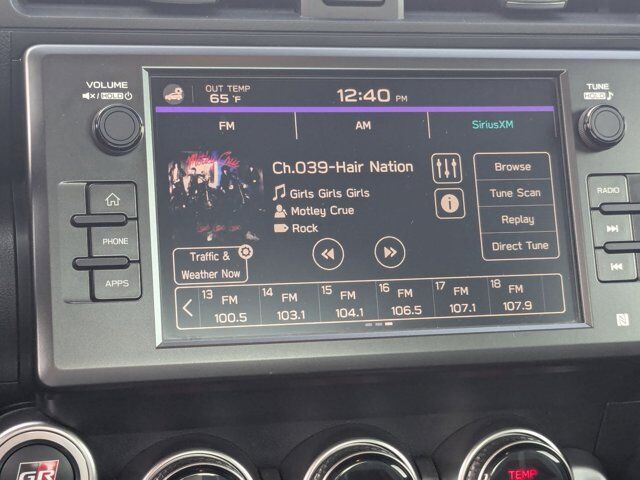 VOLUME
HOLD
OUT TEMP
65 °F
12:40 PM
TUNE
HOLD
FM
AM
SiriusXM
Mötley Crüe
Ch.039-Hair Nation
Girls Girls Girls
Motley Crue
Rock
Browse
Tune Scan
Replay
Direct Tune
Traffic &
Weather Now
PHONE
APPS
RADIO
13 FM
100.5
14 FM
103.1
15 FM
104.1
16 FM
106.5
17 FM
107.1
18 FM
107.9
N
GR
TEMP